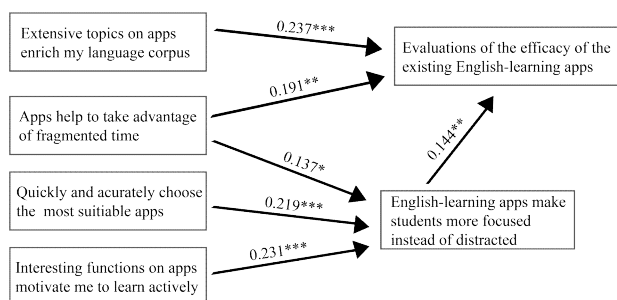 Extensive topics on apps
enrich my language corpus
0.237***
Evaluations of the efficacy of the
existing English-learning apps
Apps help to take advantage
of fragmented time
0.191**
0.137*
0.144**
Quickly and acurately choose
the most suitiable apps
0.219***
English-learning apps make
students more focused
instead of distracted
Interesting functions on apps
motivate me to learn actively
0.231***